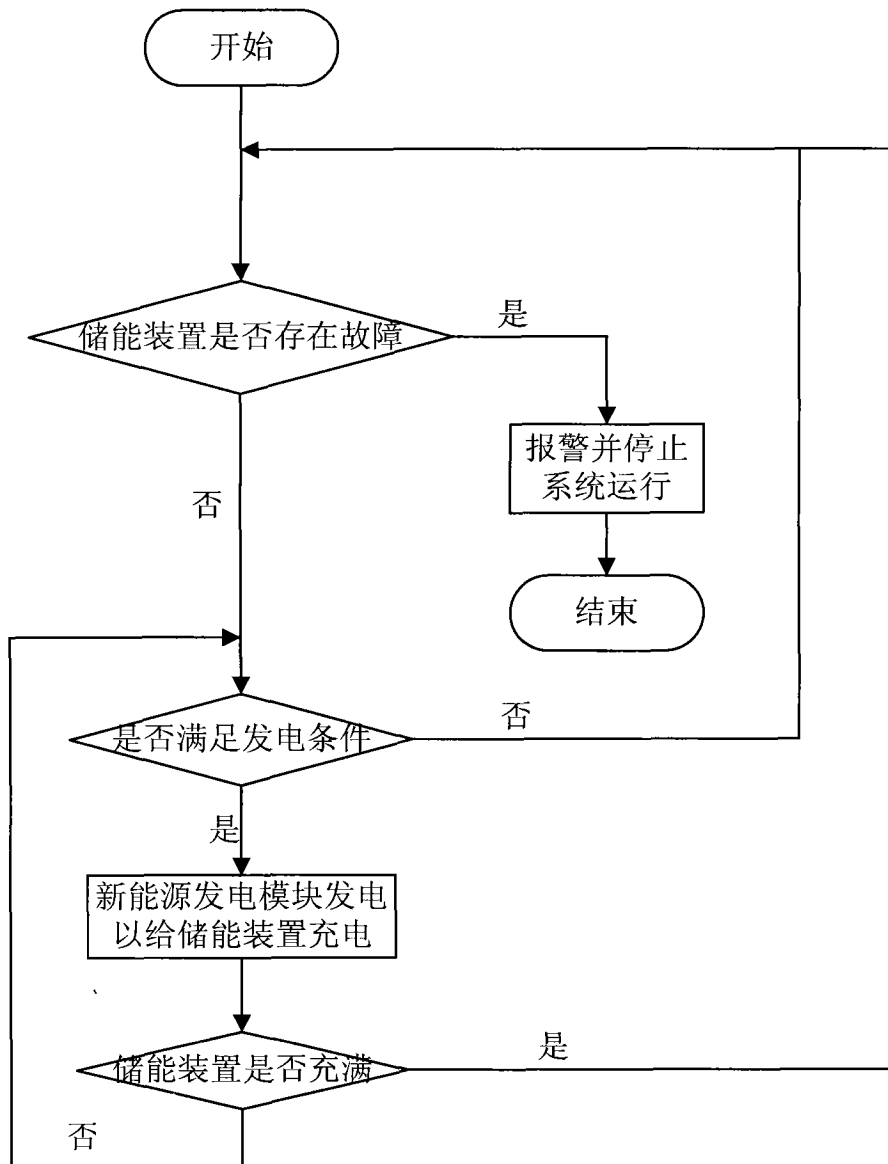 开始
储能装置是否存在故障
是
报警并停止
系统运行
否
结束
是否满足发电条件
否
是
新能源发电模块发电
以给储能装置充电
储能装置是否充满
是
否